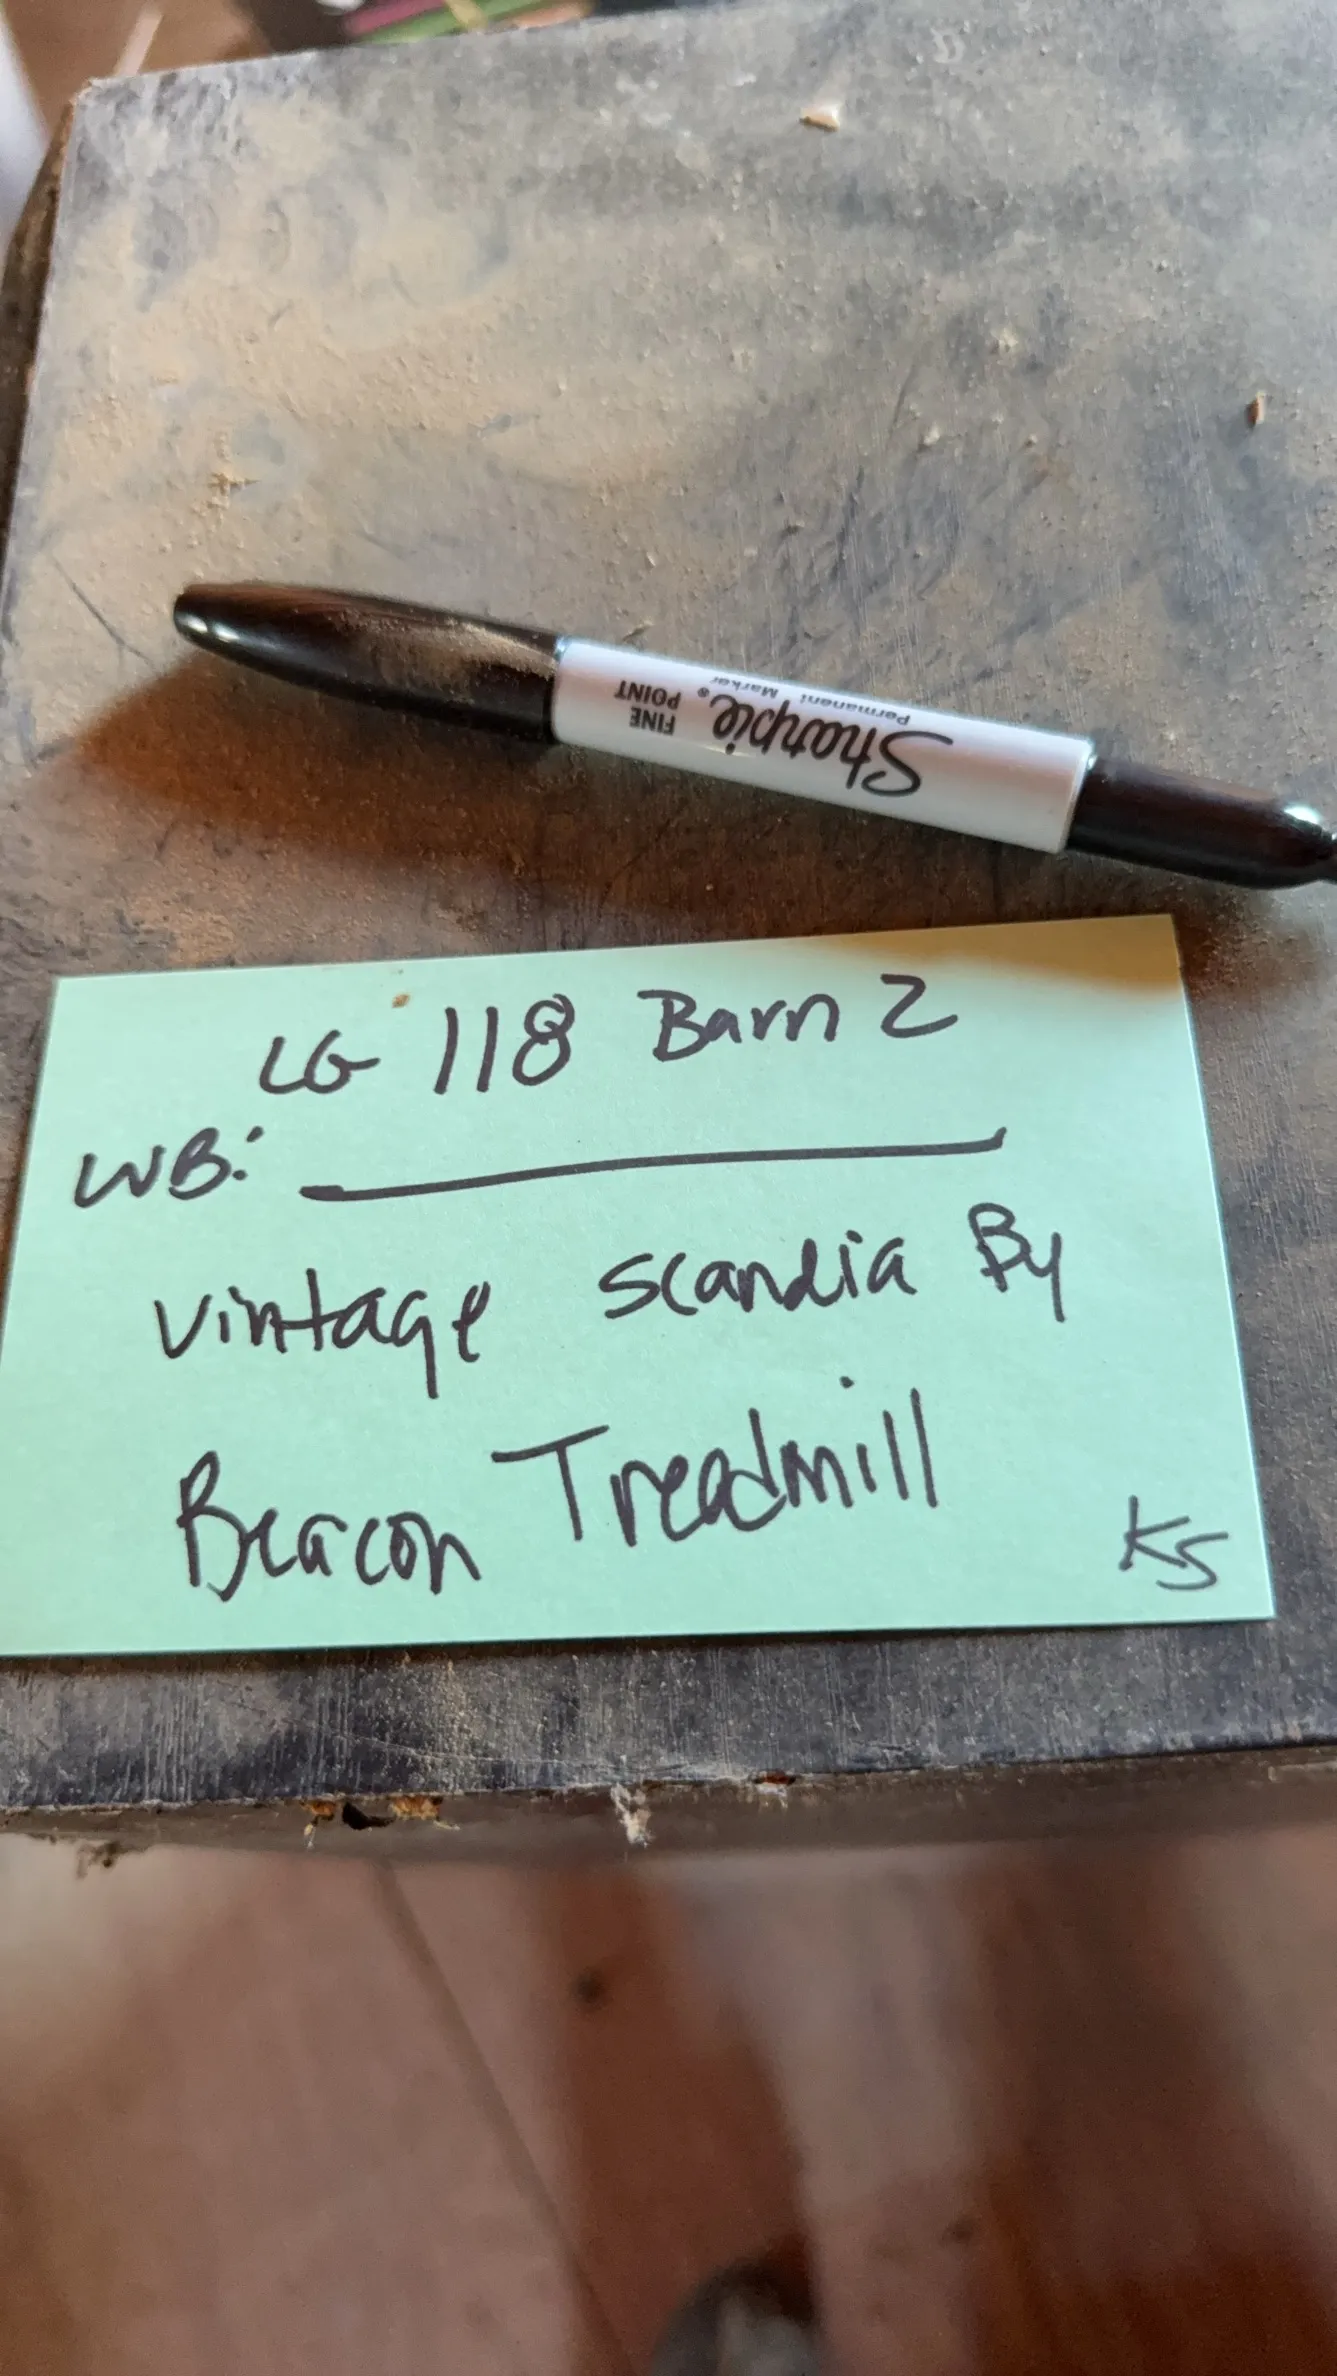 Sharpie®
Permanent Marker
FINE
POINT
LG 118 Barn 2
WB:
Vintage Scandia By
Beacon Treadmill
KS